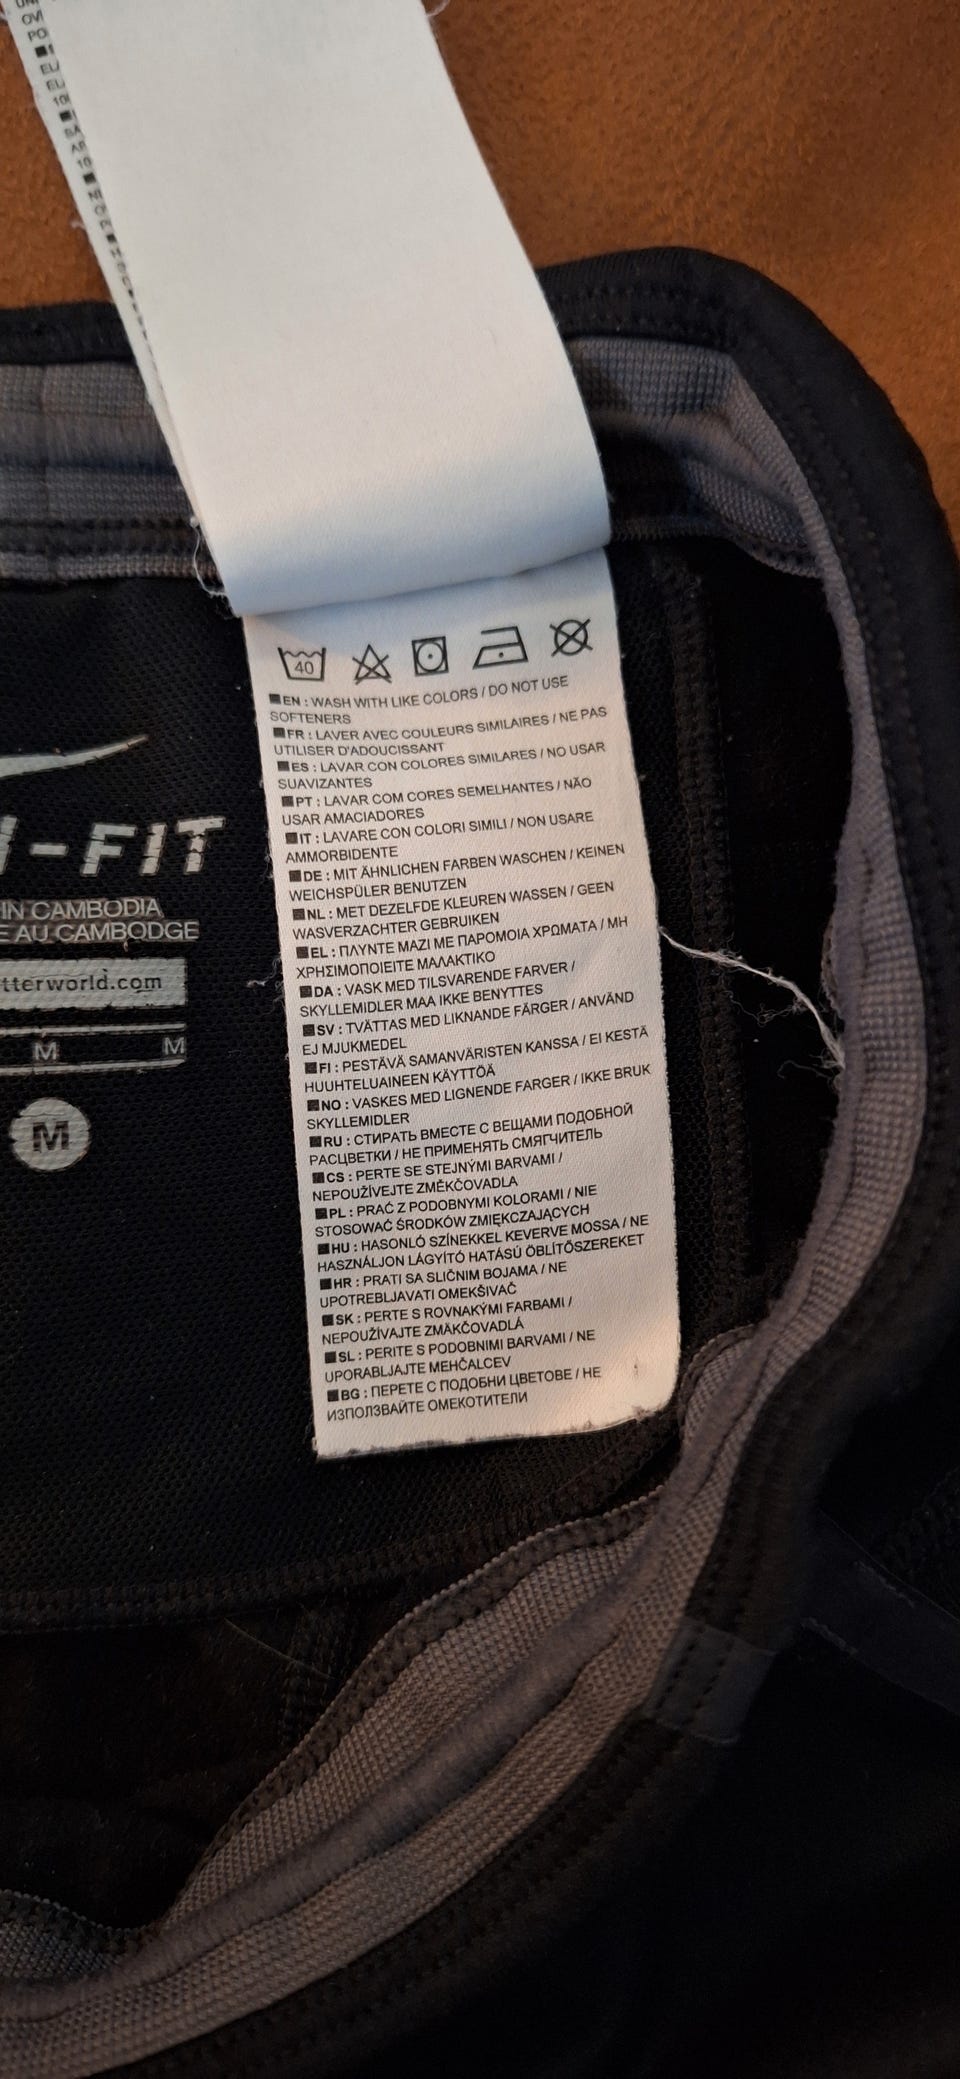 -FIT
IN CAMBODIA
AU CAMBODGE
tterworld.com
M M
M
40
EN : WASH WITH LIKE COLORS / DO NOT USE
SOFTENERS
FR : LAVER AVEC COULEURS SIMILAIRES / NE PAS
UTILISER D'ADOUCISSANT
ES : LAVAR CON COLORES SIMILARES / NO USAR
SUAVIZANTES
PT : LAVAR COM CORES SEMELHANTES / NÃO
USAR AMACIADORES
IT : LAVARE CON COLORI SIMILI / NON USARE
AMMORBIDENTE
DE : MIT ÄHNLICHEN FARBEN WASCHEN / KEINEN
WEICHSPÜLER BENUTZEN
NL : MET DEZELFDE KLEUREN WASSEN / GEEN
WASVERZACHTER GEBRUIKEN
EL : ΠΛΥΝΤΕ ΜΑΖΙ ΜΕ ΠΑΡΟΜΟΙΑ ΧΡΩΜΑΤΑ / ΜΗ
ΧΡΗΣΙΜΟΠΟΙΕΙΤΕ ΜΑΛΑΚΤΙΚΟ
DA : VASK MED TILSVARENDE FARVER /
SKYLLEMIDLER MAA IKKE BENYTTES
SV : TVÄTTAS MED LIKNANDE FÄRGER / ANVÄND
EJ MJUKMEDEL
FI : PESTÄVÄ SAMANVÄRISTEN KANSSA / EI KESTÄ
HUUHTELUAINEEN KÄYTTÖÄ
NO : VASKES MED LIGNENDE FARGER / IKKE BRUK
SKYLLEMIDLER
RU : СТИРАТЬ ВМЕСТЕ С ВЕЩАМИ ПОДОБНОЙ
РАСЦВЕТКИ / НЕ ПРИМЕНЯТЬ СМЯГЧИТЕЛЬ
CS : PERTE SE STEJNÝMI BARVAMI /
NEPOUŽÍVEJTE ZMĚKČOVADLA
PL : PRAĆ Z PODOBNYMI KOLORAMI / NIE
STOSOWAĆ ŚRODKÓW ZMIĘKCZAJĄCYCH
HU : HASONLÓ SZÍNEKKEL KEVERVE MOSSA / NE
HASZNÁLJON LÁGYÍTÓ HATÁSÚ ÖBLÍTŐSZEREKET
HR : PRATI SA SLIČNIM BOJAMA / NE
UPOTREBLJAVATI OMEKŠIVAČ
SK : PERTE S ROVNAKÝMI FARBAMI /
NEPOUŽÍVAJTE ZMÄKČOVADLÁ
SL : PERITE S PODOBNIMI BARVAMI / NE
UPORABLJAJTE MEHČALCEV
BG : ПЕРЕТЕ С ПОДОБНИ ЦВЕТОВЕ / НЕ
ИЗПОЛЗВАЙТЕ ОМЕКОТИТЕЛИ